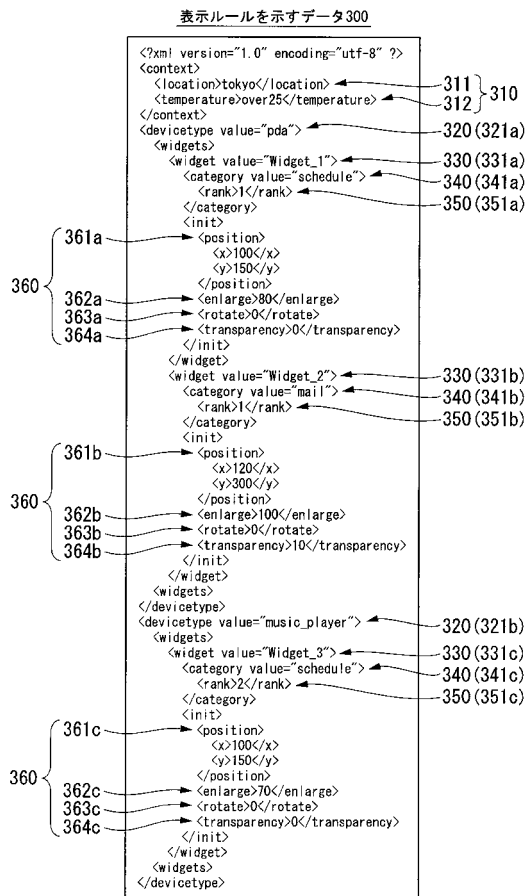 表示ルールを示すデータ300
<?xml version="1.0" encoding="utf-8" ?>
<context>
<location>tokyo</location> 311
<temperature>over25</temperature> 312 310
</context>
<devicetype value="pda"> 320(321a)
<widgets>
<widget value="Widget_1"> 330(331a)
<category value="schedule"> 340(341a)
<rank>1</rank> 350(351a)
</category>
<init>
361a <position>
<x>100</x>
<y>150</y>
360 </position>
362a <enlarge>80</enlarge>
363a <rotate>0</rotate>
364a <transparency>0</transparency>
</init>
</widget>
<widget value="Widget_2"> 330(331b)
<category value="mail"> 340(341b)
<rank>1</rank> 350(351b)
</category>
<init>
361b <position>
<x>120</x>
<y>300</y>
360 </position>
362b <enlarge>100</enlarge>
363b <rotate>0</rotate>
364b <transparency>10</transparency>
</init>
</widget>
<widgets>
</devicetype>
<devicetype value="music_player"> 320(321b)
<widgets>
<widget value="Widget_3"> 330(331c)
<category value="schedule"> 340(341c)
<rank>2</rank> 350(351c)
</category>
<init>
361c <position>
<x>100</x>
<y>150</y>
360 </position>
362c <enlarge>70</enlarge>
363c <rotate>0</rotate>
364c <transparency>0</transparency>
</init>
</widget>
<widgets>
</devicetype>